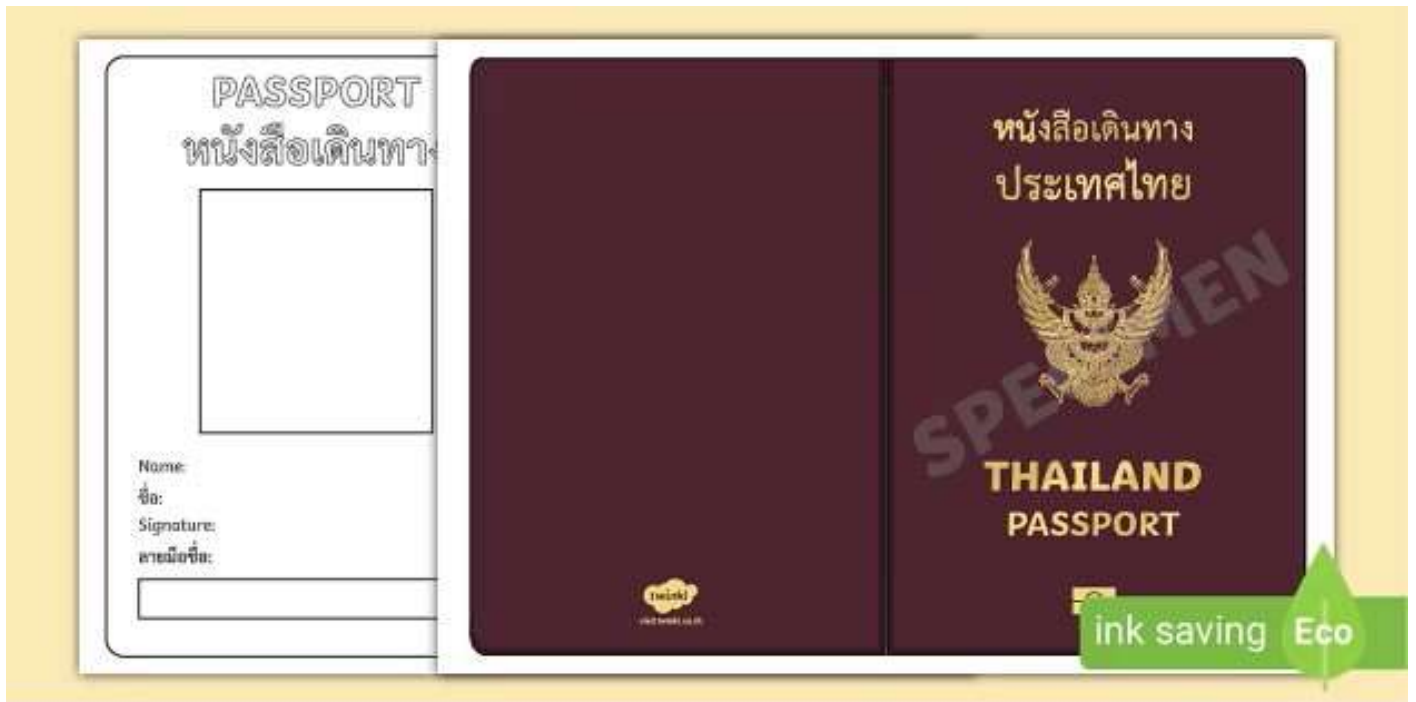 PASSPORT
หนังสือเดินทาง
Name:
ชื่อ:
Signature:
ลายมือชื่อ:
twinkl
หนังสือเดินทาง
ประเทศไทย
SPECIMEN
THAILAND
PASSPORT
ink saving Eco